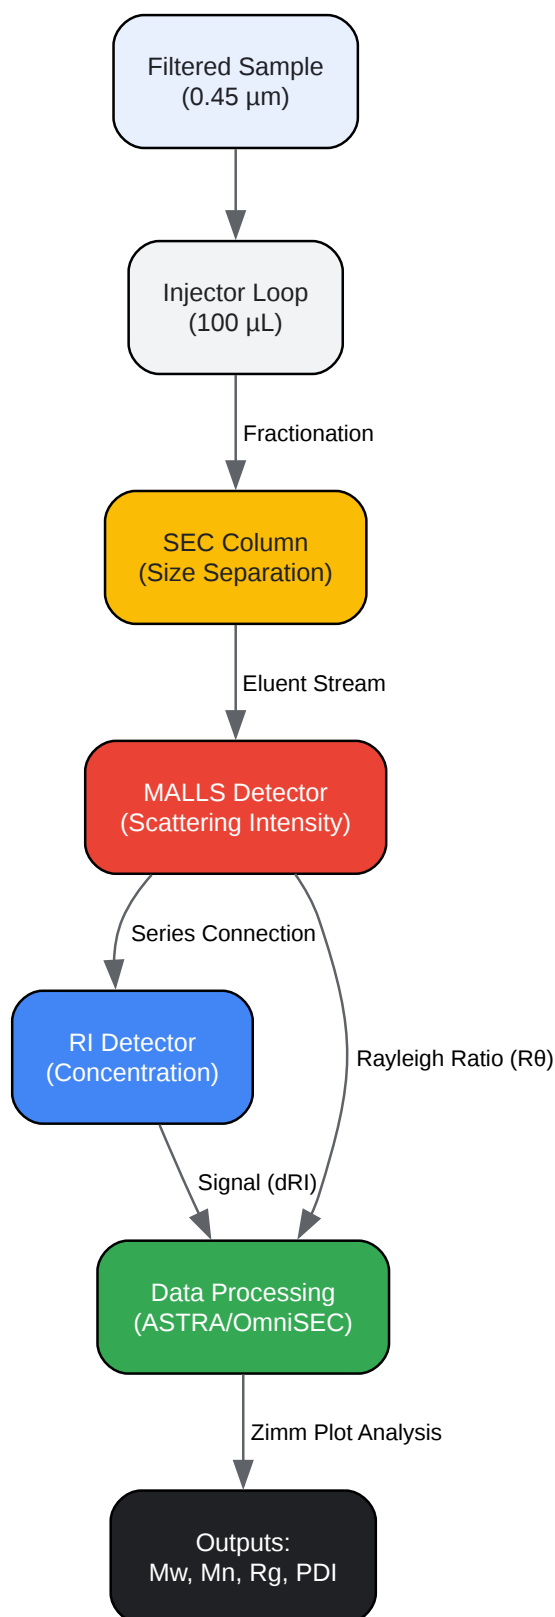 Filtered Sample
(0.45 µm)
Injector Loop
(100 µL)
Fractionation
SEC Column
(Size Separation)
Eluent Stream
MALLS Detector
(Scattering Intensity)
Series Connection
RI Detector
(Concentration)
Rayleigh Ratio (Rθ)
Signal (dRI)
Data Processing
(ASTRA/OmniSEC)
Zimm Plot Analysis
Outputs:
Mw, Mn, Rg, PDI